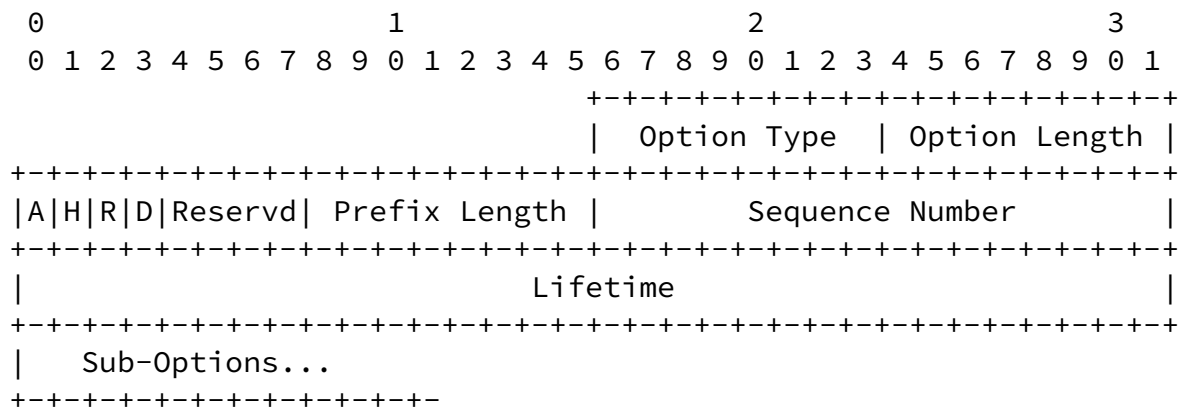 0                   1                   2                   3
 0 1 2 3 4 5 6 7 8 9 0 1 2 3 4 5 6 7 8 9 0 1 2 3 4 5 6 7 8 9 0 1
                                +-+-+-+-+-+-+-+-+-+-+-+-+-+-+-+-+
                                |  Option Type  | Option Length |
+-+-+-+-+-+-+-+-+-+-+-+-+-+-+-+-+-+-+-+-+-+-+-+-+-+-+-+-+-+-+-+-+
|A|H|R|D|Reservd| Prefix Length |        Sequence Number        |
+-+-+-+-+-+-+-+-+-+-+-+-+-+-+-+-+-+-+-+-+-+-+-+-+-+-+-+-+-+-+-+-+
|                            Lifetime                           |
+-+-+-+-+-+-+-+-+-+-+-+-+-+-+-+-+-+-+-+-+-+-+-+-+-+-+-+-+-+-+-+-+
|   Sub-Options...
+-+-+-+-+-+-+-+-+-+-+-+-